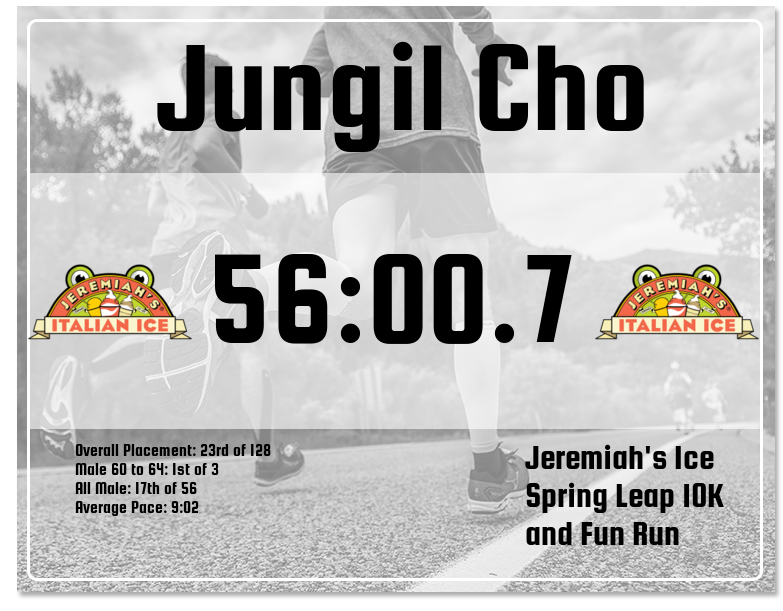 Jungil Cho
56:00.7
JEREMIAH'S
ITALIAN ICE
JEREMIAH'S
ITALIAN ICE
Overall Placement: 23rd of 128
Male 60 to 64: 1st of 3
All Male: 17th of 56
Average Pace: 9:02
Jeremiah's Ice
Spring Leap 10K
and Fun Run